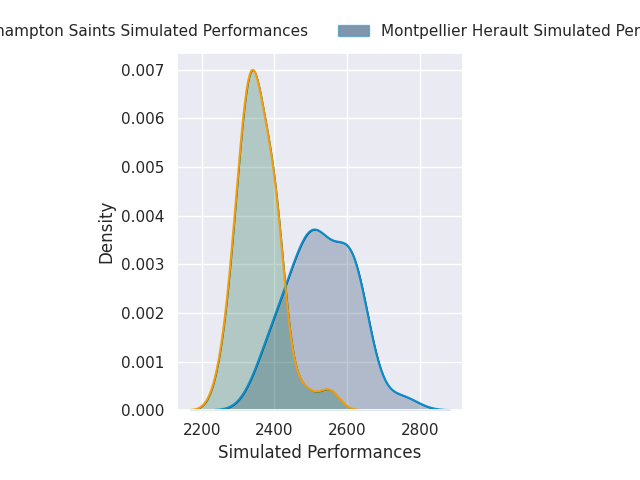 hampton Saints Simulated Performances Montpellier Herault Simulated Per
0.007
0.006
0.005
0.004
0.003
0.002
0.001
0.000
Density
2200 2400 2600 2800
Simulated Performances